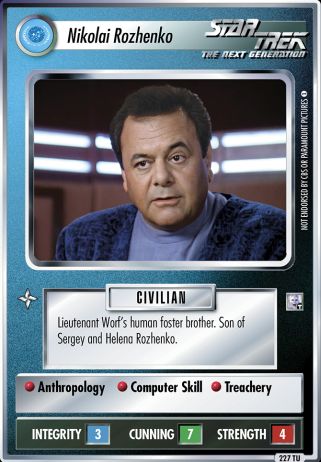 Nikolai Rozhenko
STAR TREK
THE NEXT GENERATION
NOT ENDORSED BY CBS OR PARAMOUNT PICTURES
CIVILIAN
Lieutenant Worf's human foster brother. Son of
Sergey and Helena Rozhenko.
Anthropology Computer Skill Treachery
INTEGRITY 3 CUNNING 7 STRENGTH 4
227 TU